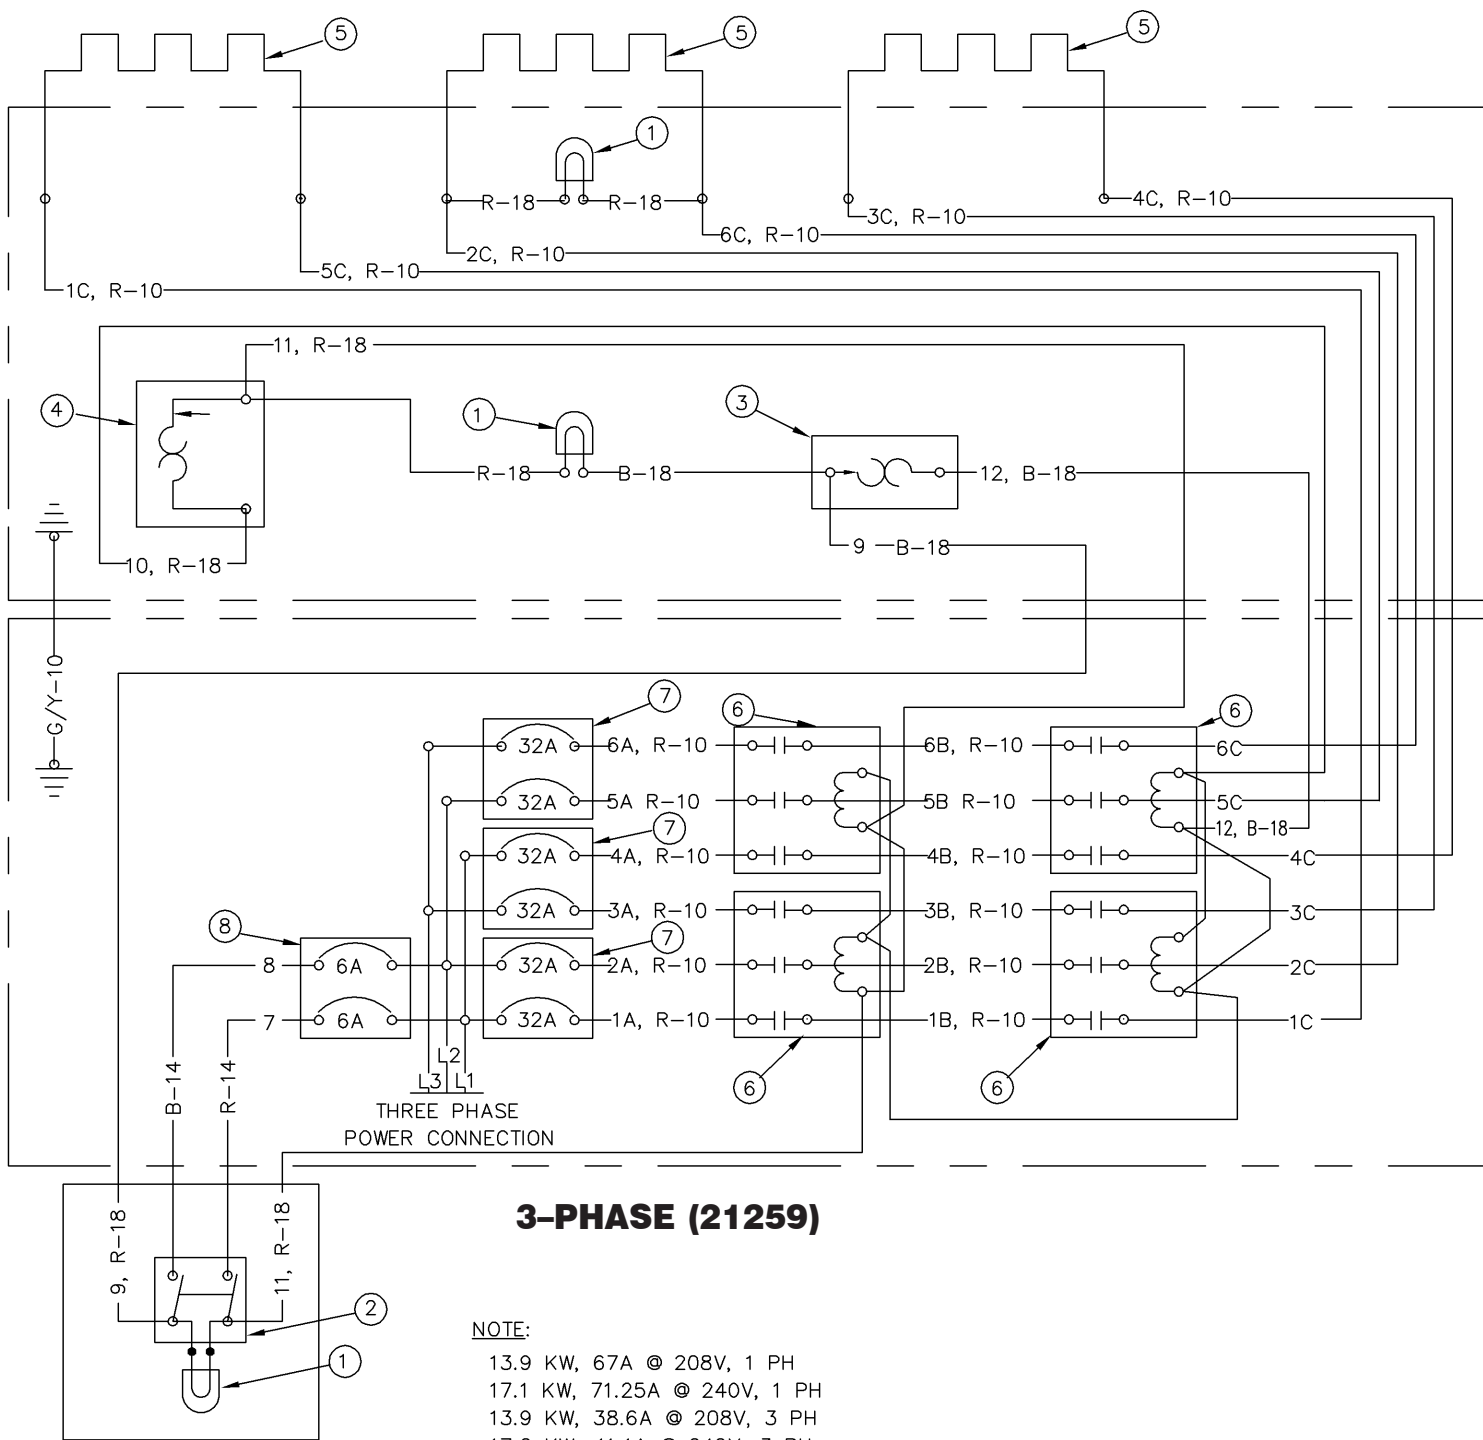 5
5
5
1
R-18
R-18
4C, R-10
3C, R-10
6C, R-10
2C, R-10
5C, R-10
1C, R-10
11, R-18
4
1
3
R-18
B-18
12, B-18
9
B-18
10, R-18
G/Y-10
7
6
6
32A
6A, R-10
6B, R-10
6C
32A
5A R-10
5B R-10
5C
7
12, B-18
32A
4A, R-10
4B, R-10
4C
32A
3A, R-10
3B, R-10
3C
8
7
8
6A
32A
2A, R-10
2B, R-10
2C
7
6A
32A
1A, R-10
1B, R-10
1C
B-14
R-14
L3
L2
L1
6
6
THREE PHASE
POWER CONNECTION
3-PHASE (21259)
9, R-18
11, R-18
2
1
NOTE:
13.9 KW, 67A @ 208V, 1 PH
17.1 KW, 71.25A @ 240V, 1 PH
13.9 KW, 38.6A @ 208V, 3 PH